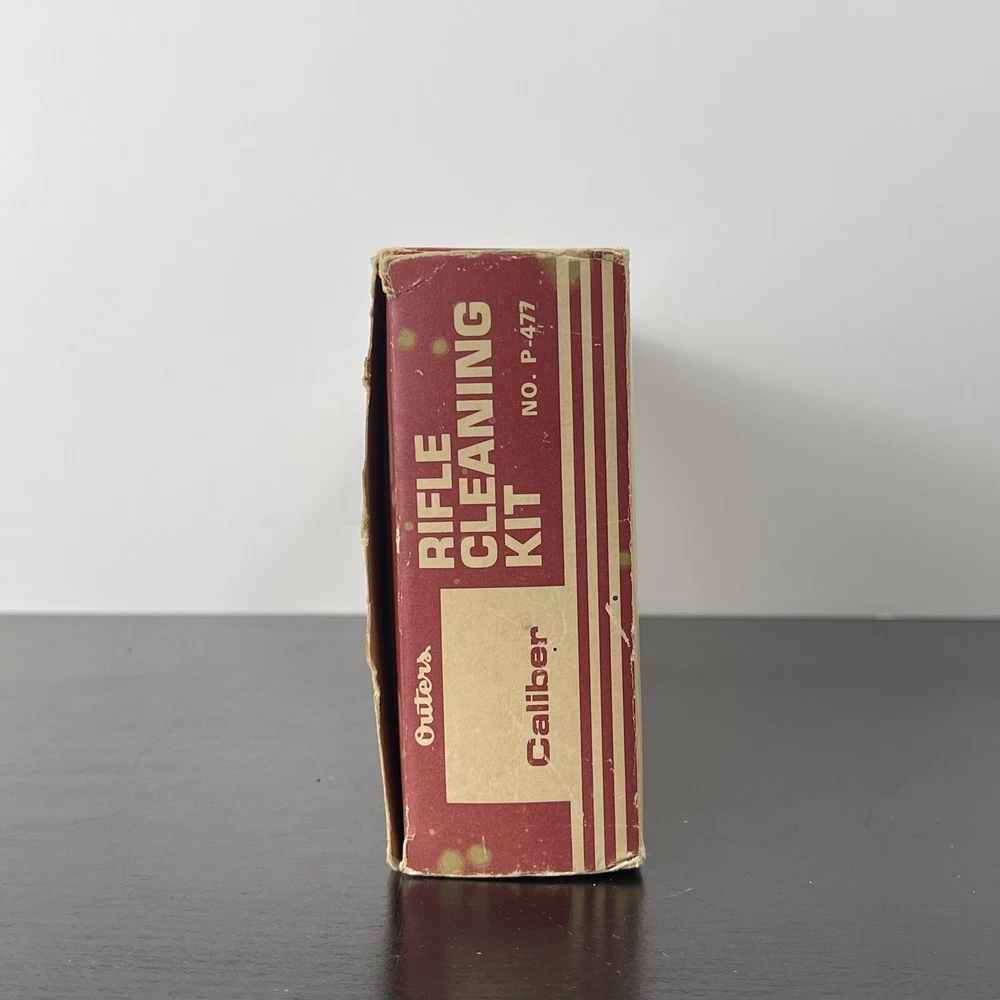 Outers
RIFLE
CLEANING
KIT
NO. P-477
Caliber